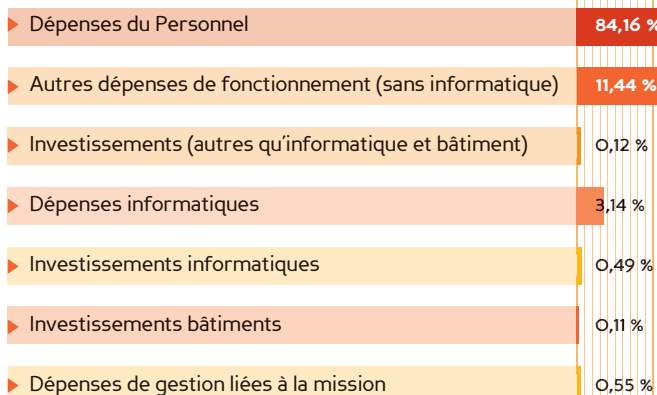 Dépenses du Personnel 84,16 %
Autres dépenses de fonctionnement (sans informatique) 11,44 %
Investissements (autres qu'informatique et bâtiment) 0,12 %
Dépenses informatiques 3,14 %
Investissements informatiques 0,49 %
Investissements bâtiments 0,11 %
Dépenses de gestion liées à la mission 0,55 %